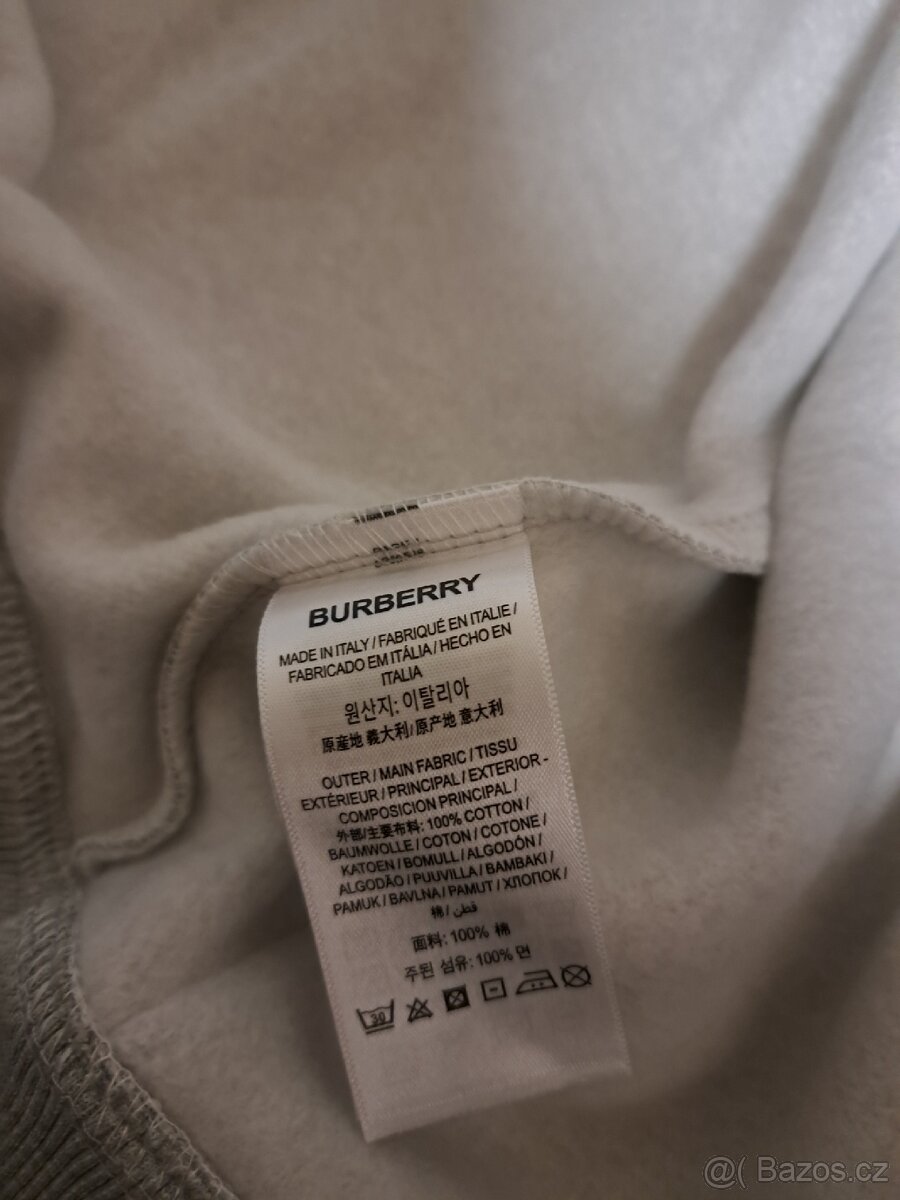 BURBERRY
MADE IN ITALY / FABRIQUÉ EN ITALIE /
FABRICADO EM ITÁLIA / HECHO EN
ITALIA
원산지: 이탈리아
原産地 義大利/原产地 意大利
OUTER / MAIN FABRIC / TISSU
EXTÉRIEUR / PRINCIPAL / EXTERIOR -
COMPOSICION PRINCIPAL /
外部/主要布料: 100% COTTON /
BAUMWOLLE / COTON / COTONE /
KATOEN / BOMULL / ALGODÓN /
ALGODÃO / PUUVILLA / BAMBAKI /
PAMUK / BAVLNA / PAMUT / ХЛОПОК /
棉 / قطن
面料: 100% 棉
주된 섬유: 100% 면
30
@( Bazos.cz